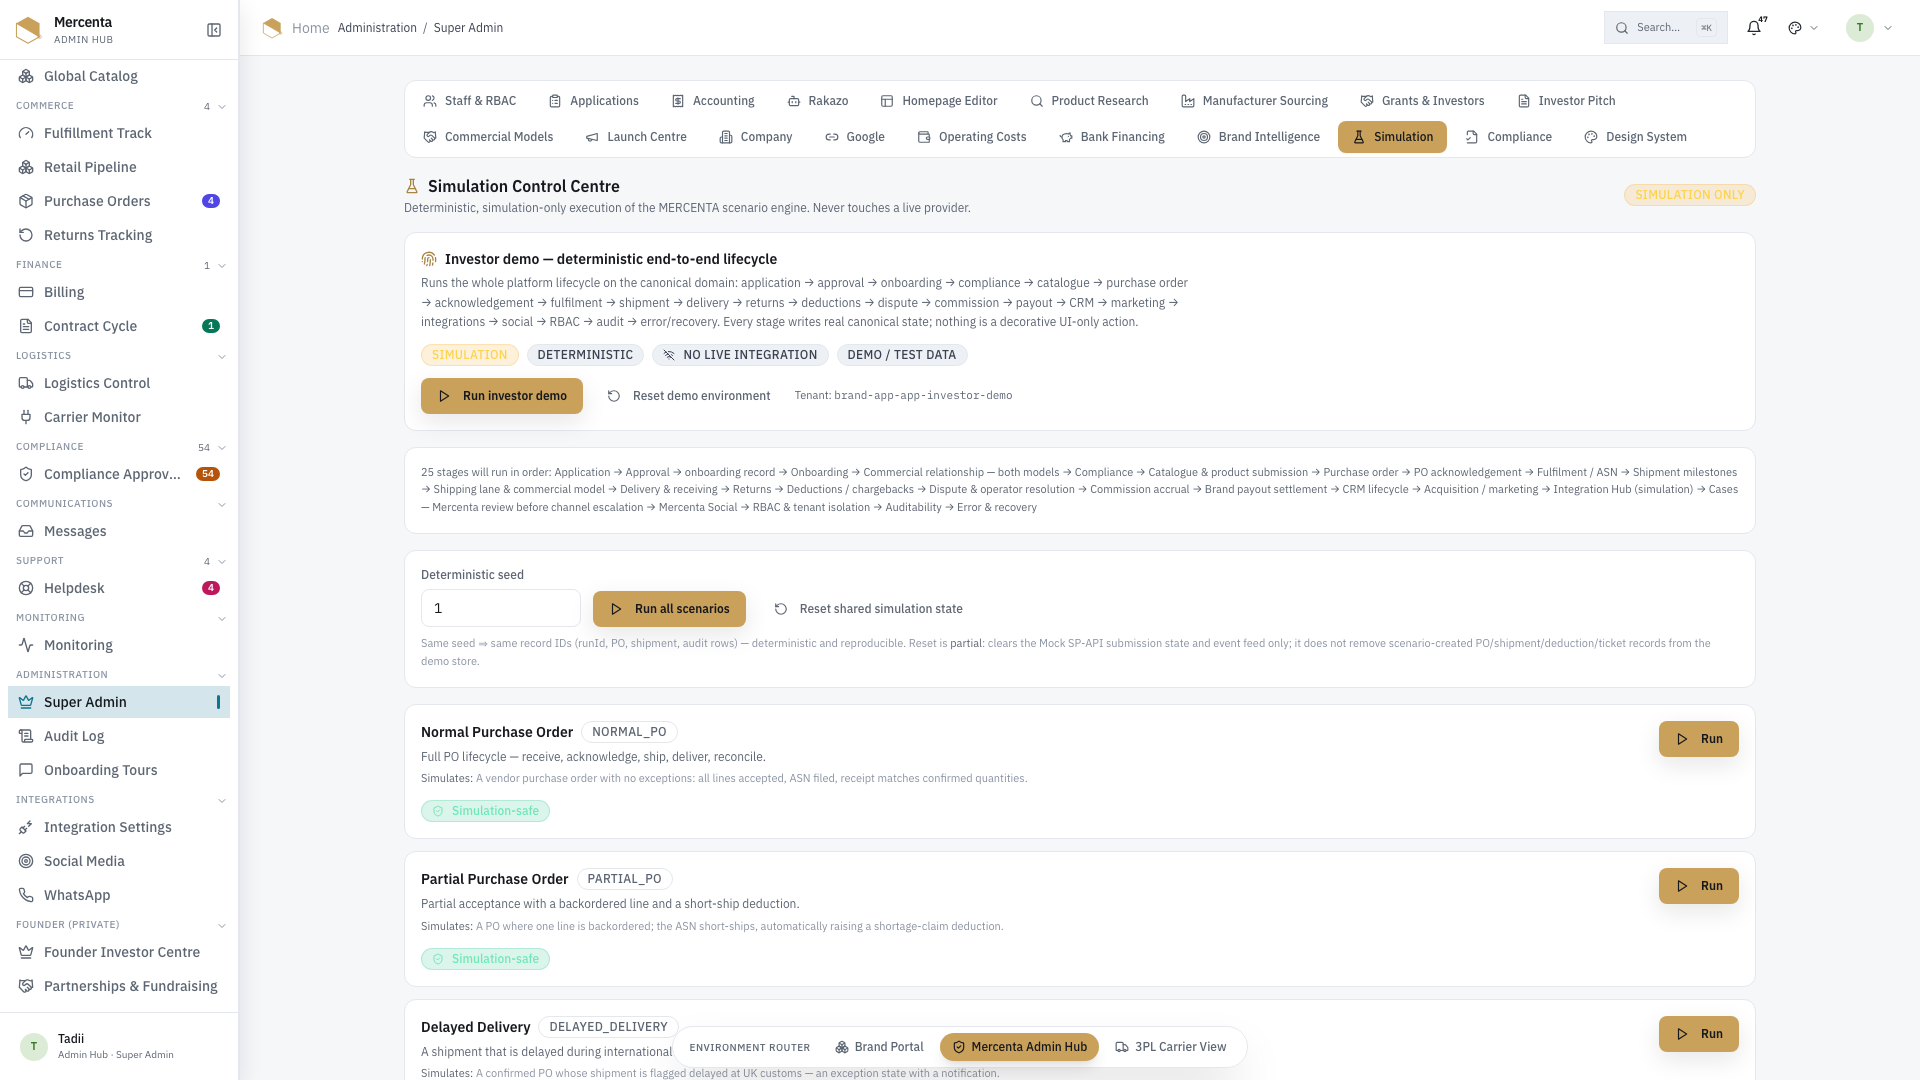 Mercenta
ADMIN HUB
Global Catalog
COMMERCE 4
Fulfillment Track
Retail Pipeline
Purchase Orders 4
Returns Tracking
FINANCE 1
Billing
Contract Cycle 1
LOGISTICS
Logistics Control
Carrier Monitor
COMPLIANCE 54
Compliance Approv... 54
COMMUNICATIONS
Messages
SUPPORT 4
Helpdesk 4
MONITORING
Monitoring
ADMINISTRATION
Super Admin
Audit Log
Onboarding Tours
INTEGRATIONS
Integration Settings
Social Media
WhatsApp
FOUNDER (PRIVATE)
Founder Investor Centre
Partnerships & Fundraising
T
Tadii
Admin Hub · Super Admin
Home Administration / Super Admin
Search... ⌘K
47
T
Staff & RBAC Applications Accounting Rakazo Homepage Editor Product Research Manufacturer Sourcing Grants & Investors Investor Pitch
Commercial Models Launch Centre Company Google Operating Costs Bank Financing Brand Intelligence Simulation Compliance Design System
Simulation Control Centre
Deterministic, simulation-only execution of the MERCENTA scenario engine. Never touches a live provider.
SIMULATION ONLY
Investor demo — deterministic end-to-end lifecycle
Runs the whole platform lifecycle on the canonical domain: application → approval → onboarding → compliance → catalogue → purchase order
→ acknowledgement → fulfilment → shipment → delivery → returns → deductions → dispute → commission → payout → CRM → marketing →
integrations → social → RBAC → audit → error/recovery. Every stage writes real canonical state; nothing is a decorative UI-only action.
SIMULATION DETERMINISTIC NO LIVE INTEGRATION DEMO / TEST DATA
Run investor demo Reset demo environment Tenant: brand-app-app-investor-demo
25 stages will run in order: Application → Approval → onboarding record → Onboarding → Commercial relationship — both models → Compliance → Catalogue & product submission → Purchase order → PO acknowledgement → Fulfilment / ASN → Shipment milestones
→ Shipping lane & commercial model → Delivery & receiving → Returns → Deductions / chargebacks → Dispute & operator resolution → Commission accrual → Brand payout settlement → CRM lifecycle → Acquisition / marketing → Integration Hub (simulation) → Cases
— Mercenta review before channel escalation → Mercenta Social → RBAC & tenant isolation → Auditability → Error & recovery
Deterministic seed
1 Run all scenarios Reset shared simulation state
Same seed ⇒ same record IDs (runId, PO, shipment, audit rows) — deterministic and reproducible. Reset is partial: clears the Mock SP-API submission state and event feed only; it does not remove scenario-created PO/shipment/deduction/ticket records from the
demo store.
Normal Purchase Order NORMAL_PO
Full PO lifecycle — receive, acknowledge, ship, deliver, reconcile.
Simulates: A vendor purchase order with no exceptions: all lines accepted, ASN filed, receipt matches confirmed quantities.
Simulation-safe
Run
Partial Purchase Order PARTIAL_PO
Partial acceptance with a backordered line and a short-ship deduction.
Simulates: A PO where one line is backordered; the ASN short-ships, automatically raising a shortage-claim deduction.
Simulation-safe
Run
Delayed Delivery DELAYED_DELIVERY
A shipment that is delayed during international
Simulates: A confirmed PO whose shipment is flagged delayed at UK customs — an exception state with a notification.
Run
ENVIRONMENT ROUTER Brand Portal Mercenta Admin Hub 3PL Carrier View